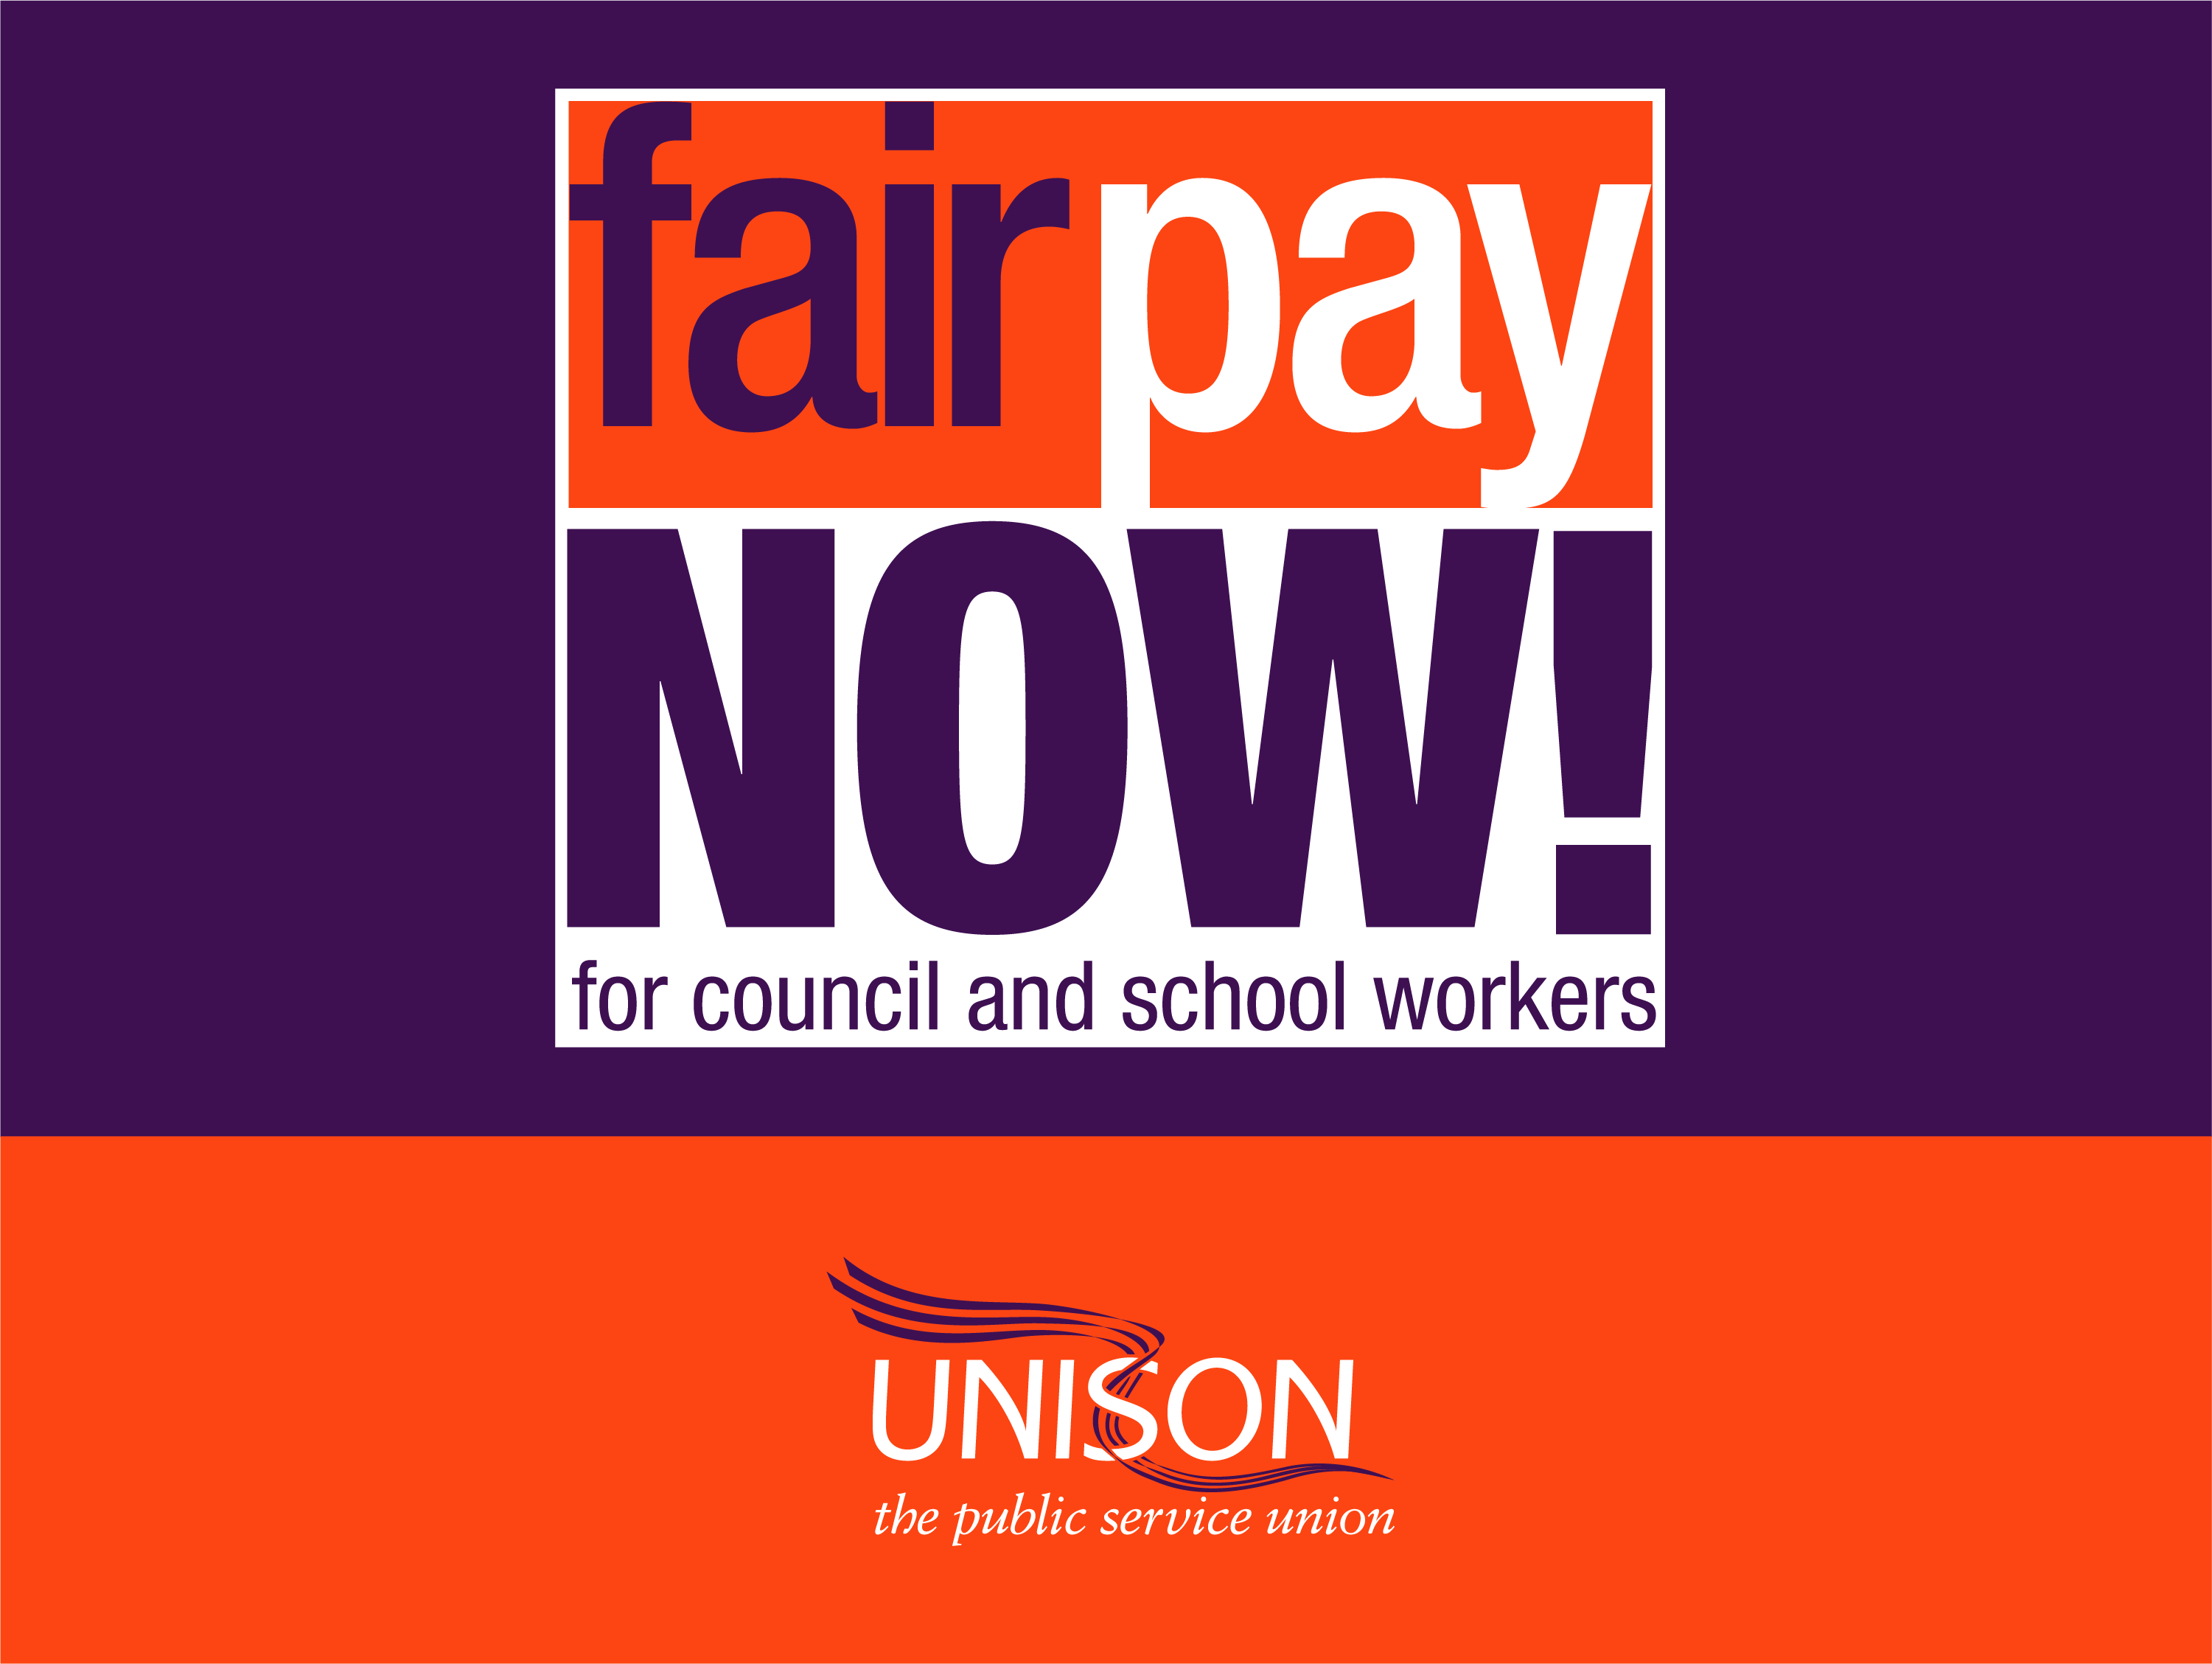 fair pay
NOW!
for council and school workers
UNISON
the public service union